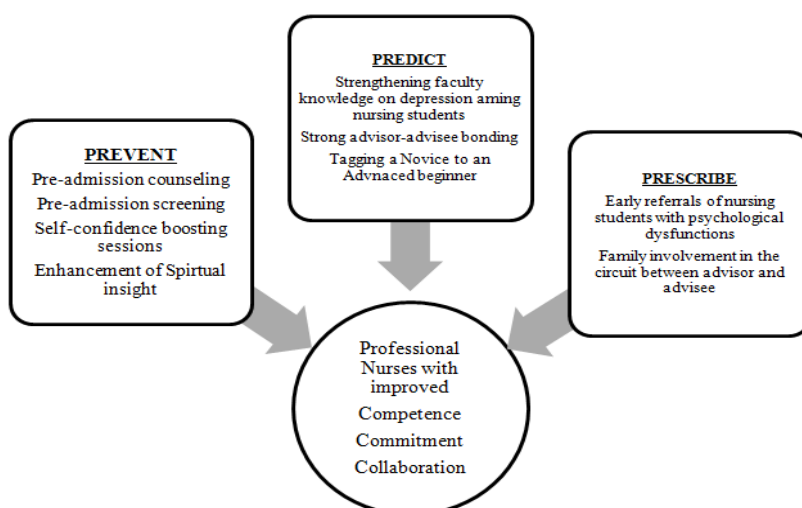 PREVENT
Pre-admission counseling
Pre-admission screening
Self-confidence boosting
sessions
Enhancement of Spirtual
insight
PREDICT
Strengthening faculty
knowledge on depression aming
nursing students
Strong advisor-advisee bonding
Tagging a Novice to an
Advnaced beginner
PRESCRIBE
Early referrals of nursing
students with psychological
dysfunctions
Family involvement in the
circuit between advisor and
advisee
Professional
Nurses with
improved
Competence
Commitment
Collaboration